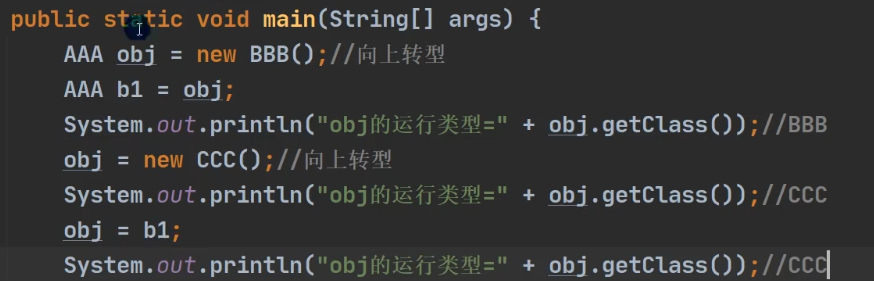 public static void main(String[] args) {
AAA obj = new BBB();//向上转型
AAA b1 = obj;
System.out.println("obj的运行类型=" + obj.getClass());//BBB
obj = new CCC();//向上转型
System.out.println("obj的运行类型=" + obj.getClass());//CCC
obj = b1;
System.out.println("obj的运行类型=" + obj.getClass());//CCC